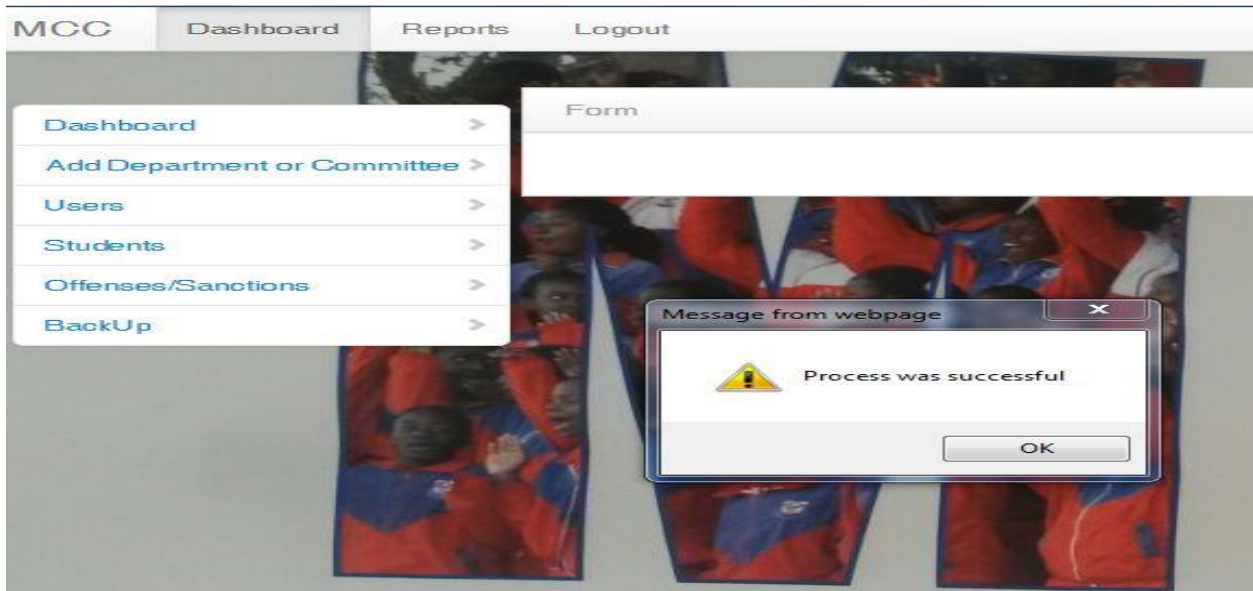 MCC Dashboard Reports Logout
Form
Dashboard
Add Department or Committee
Users
Students
Offenses/Sanctions
BackUp
Message from webpage
Process was successful
OK